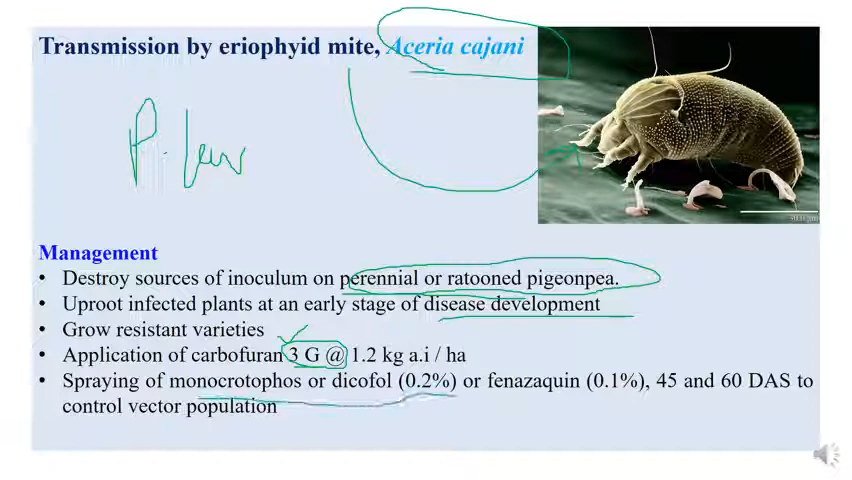 Transmission by eriophyid mite, Aceria cajani
Management
• Destroy sources of inoculum on perennial or ratooned pigeonpea.
• Uproot infected plants at an early stage of disease development
• Grow resistant varieties
• Application of carbofuran 3 G @ 1.2 kg a.i / ha
• Spraying of monocrotophos or dicofol (0.2%) or fenazaquin (0.1%), 45 and 60 DAS to
control vector population